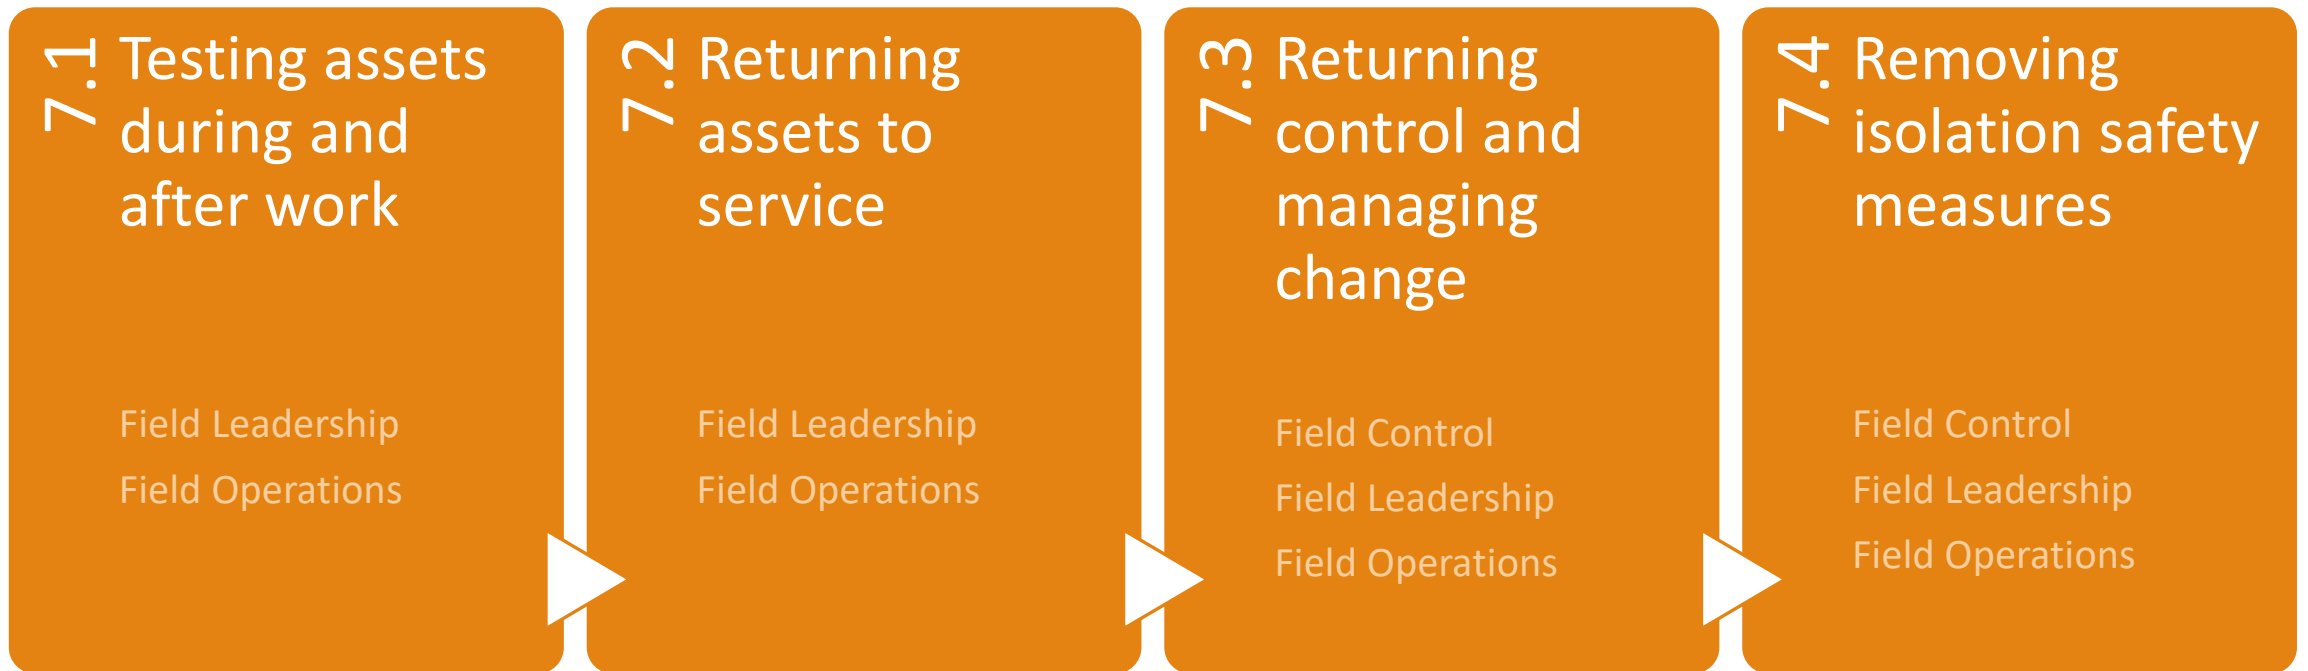 7.1
Testing assets
during and
after work
Field Leadership
Field Operations
7.2
Returning
assets to
service
Field Leadership
Field Operations
7.3
Returning
control and
managing
change
Field Control
Field Leadership
Field Operations
7.4
Removing
isolation safety
measures
Field Control
Field Leadership
Field Operations